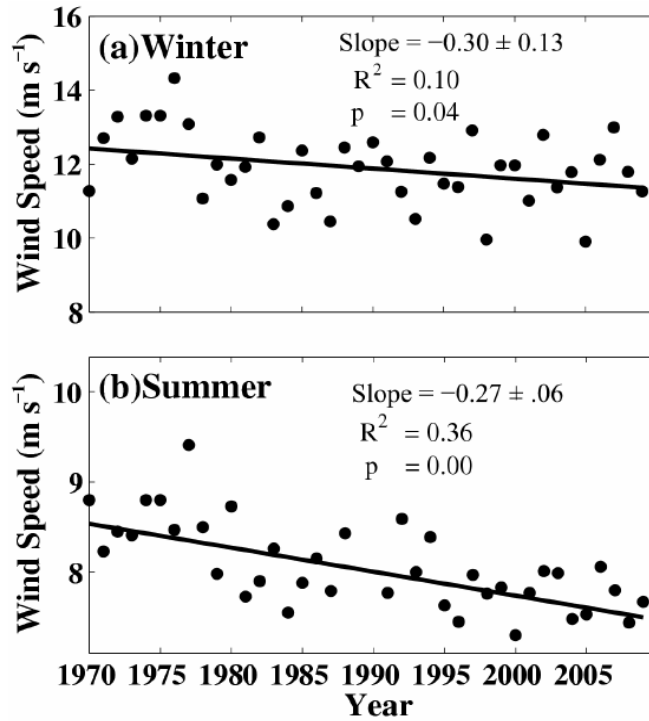 16
(a)Winter
Slope = −0.30 ± 0.13
R² = 0.10
p = 0.04
14
12
10
8
Wind Speed (m s⁻¹)
(b)Summer
Slope = −0.27 ± .06
R² = 0.36
p = 0.00
10
9
8
Wind Speed (m s⁻¹)
1970 1975 1980 1985 1990 1995 2000 2005
Year